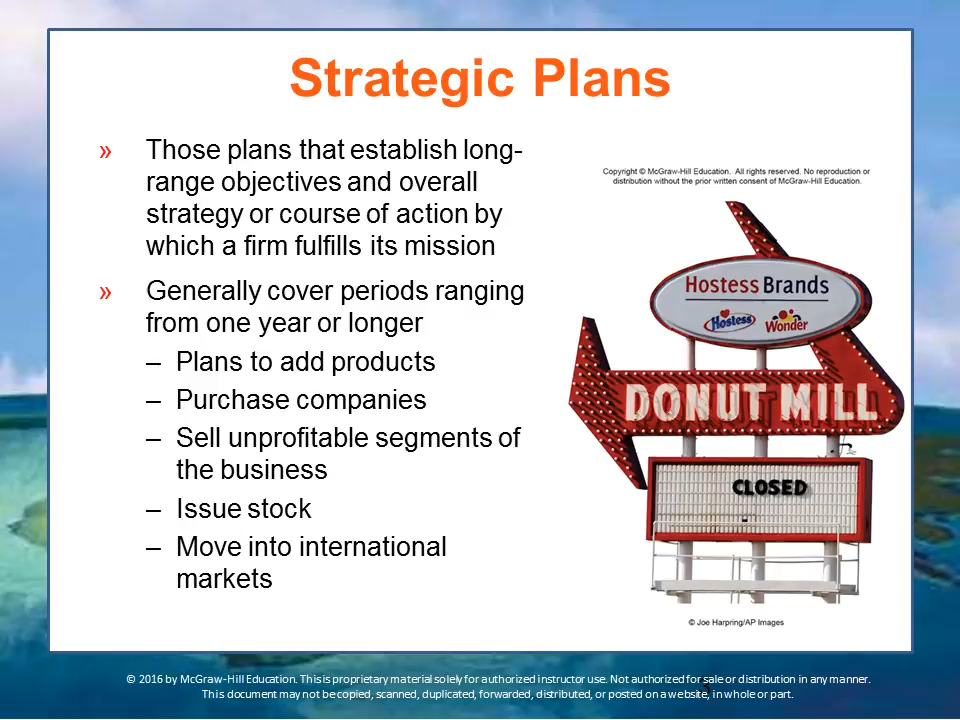 Strategic Plans
» Those plans that establish long-
range objectives and overall
strategy or course of action by
which a firm fulfills its mission
» Generally cover periods ranging
from one year or longer
– Plans to add products
– Purchase companies
– Sell unprofitable segments of
the business
– Issue stock
– Move into international
markets
Copyright © McGraw-Hill Education. All rights reserved. No reproduction or
distribution without the prior written consent of McGraw-Hill Education.
Hostess Brands
Hostess Wonder
DONUT MILL
CLOSED
© Joe Harpring/AP Images
© 2016 by McGraw-Hill Education. This is proprietary material solely for authorized instructor use. Not authorized for sale or distribution in any manner.
This document may not be copied, scanned, duplicated, forwarded, distributed, or posted on a website, in whole or part.